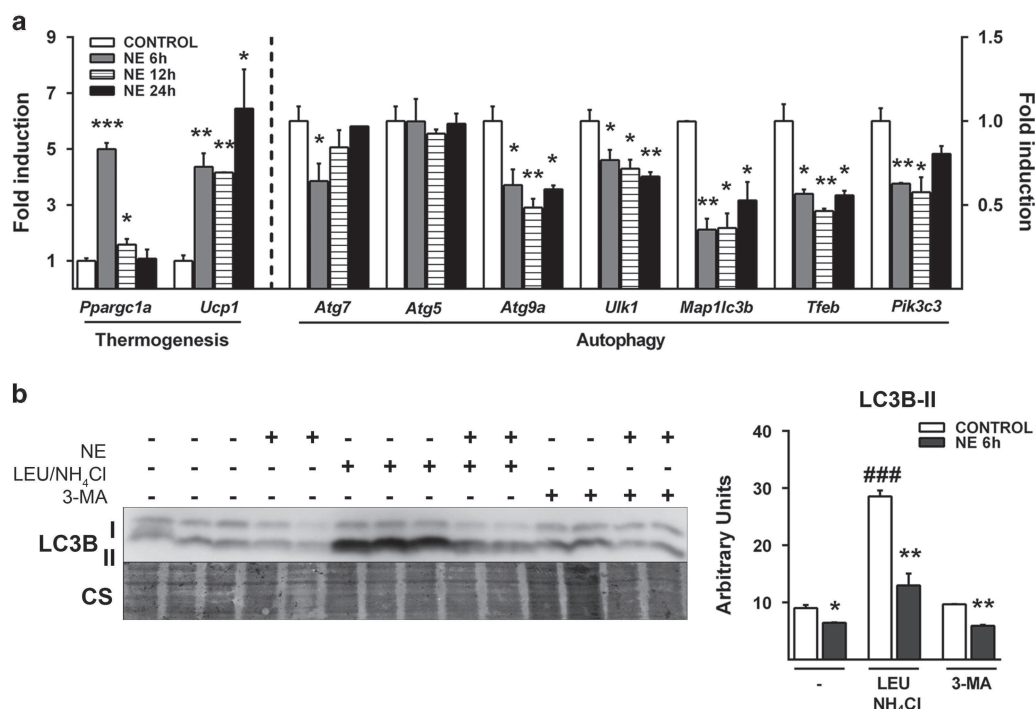 a
9
7
5
3
1
Fold induction
CONTROL
NE 6h
NE 12h
NE 24h
*** * ** ** * * * ** * * * ** ** * * * ** * ** *
1.5
1.0
0.5
Fold induction
Ppargc1a Ucp1 Atg7 Atg5 Atg9a Ulk1 Map1lc3b Tfeb Pik3c3
Thermogenesis Autophagy
b
NE - - - + + - - - + + - - + +
LEU/NH4Cl - - - - - + + + + + - - - -
3-MA - - - - - - - - - - + + + +
LC3B I
II
CS
LC3B-II
CONTROL
NE 6h
40
30
20
10
Arbitrary Units
* ### ** **
- LEU 3-MA
NH4Cl